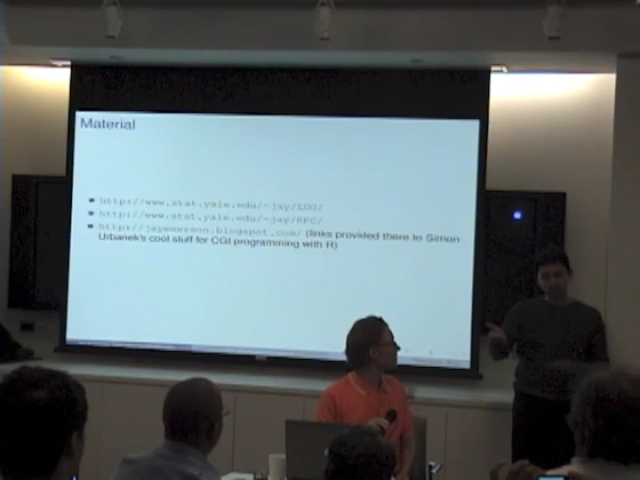 Material
http://www.stat.yale.edu/~jay/LUG/
http://www.stat.yale.edu/~jay/RFC/
http://jayemerson.blogspot.com/ (links provided there to Simon
Urbanek's cool stuff for CGI programming with R)